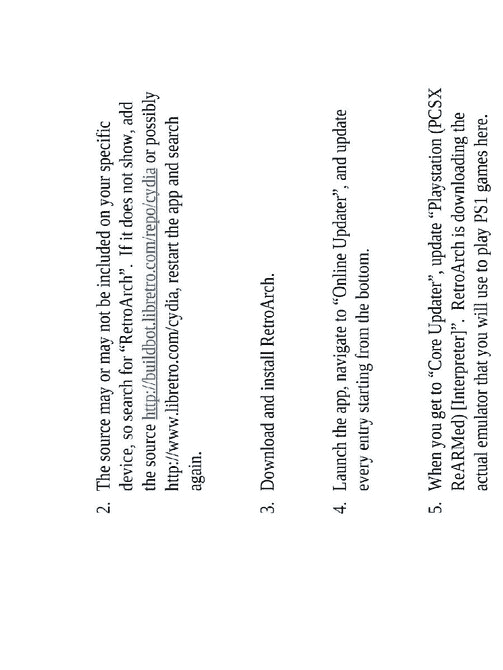 2. The source may or may not be included on your specific
device, so search for “RetroArch”. If it does not show, add
the source http://buildbot.libretro.com/repo/cydia or possibly
http://www.libretro.com/cydia, restart the app and search
again.
3. Download and install RetroArch.
4. Launch the app, navigate to “Online Updater”, and update
every entry starting from the bottom.
5. When you get to “Core Updater”, update “Playstation (PCSX
ReARMed) [Interpreter]”. RetroArch is downloading the
actual emulator that you will use to play PS1 games here.